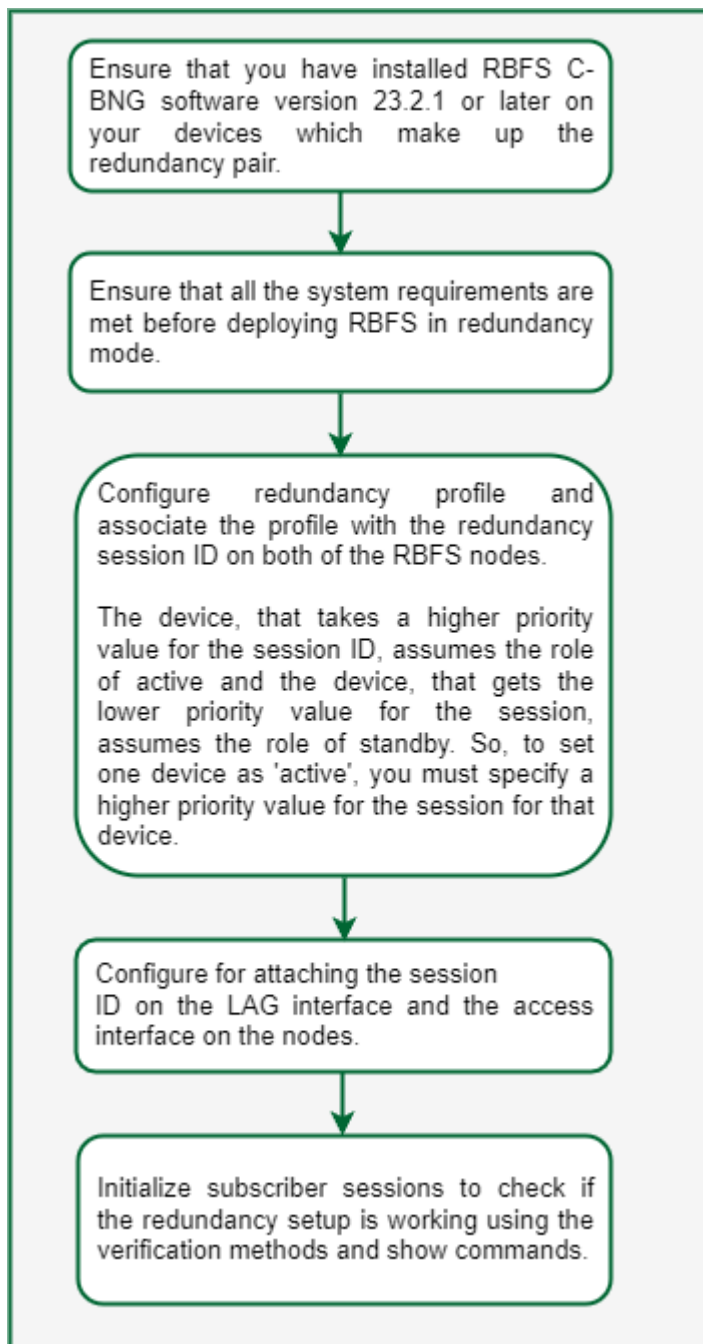 Ensure that you have installed RBFS C-
BNG software version 23.2.1 or later on
your devices which make up the
redundancy pair.
Ensure that all the system requirements are
met before deploying RBFS in redundancy
mode.
Configure redundancy profile and
associate the profile with the redundancy
session ID on both of the RBFS nodes.
The device, that takes a higher priority
value for the session ID, assumes the role
of active and the device, that gets the
lower priority value for the session,
assumes the role of standby. So, to set
one device as 'active', you must specify a
higher priority value for the session for that
device.
Configure for attaching the session
ID on the LAG interface and the access
interface on the nodes.
Initialize subscriber sessions to check if
the redundancy setup is working using the
verification methods and show commands.